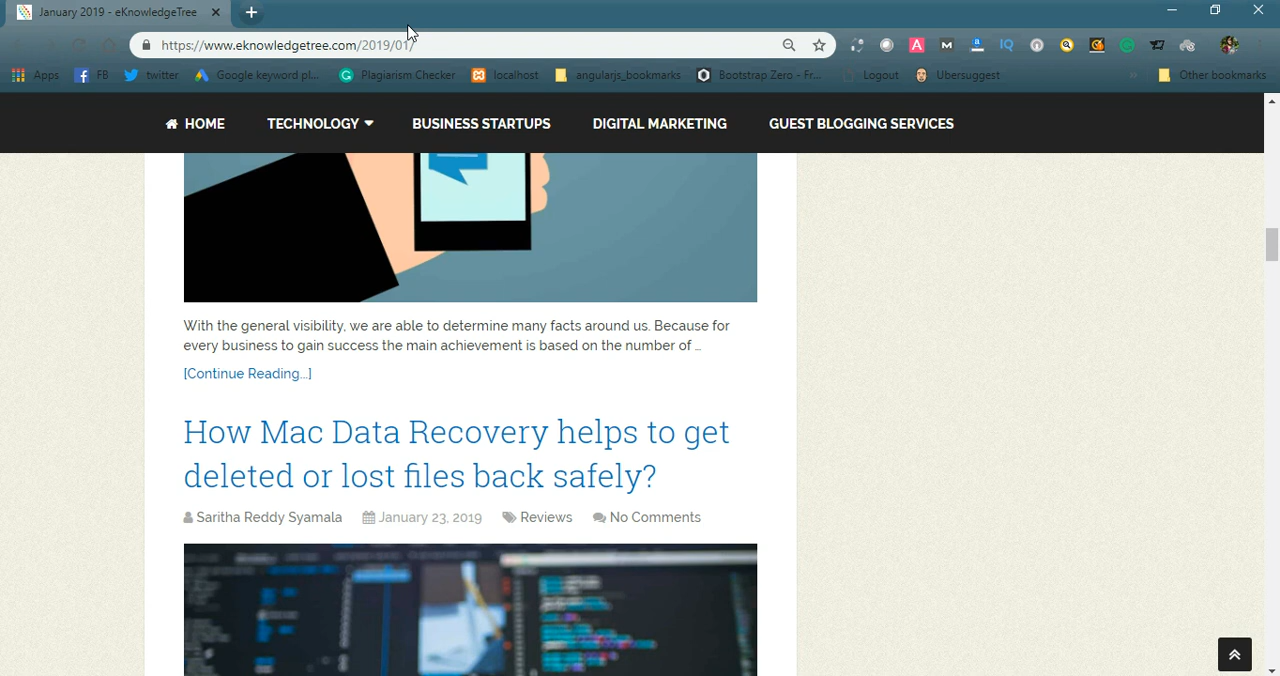 January 2019 - eKnowledgeTree
https://www.eknowledgetree.com/2019/01/
Apps FB twitter Google keyword pl... Plagiarism Checker localhost angularjs_bookmarks Bootstrap Zero - Fr... Logout Ubersuggest » Other bookmarks
HOME TECHNOLOGY BUSINESS STARTUPS DIGITAL MARKETING GUEST BLOGGING SERVICES
With the general visibility, we are able to determine many facts around us. Because for
every business to gain success the main achievement is based on the number of ...
[Continue Reading...]
How Mac Data Recovery helps to get
deleted or lost files back safely?
Saritha Reddy Syamala January 23, 2019 Reviews No Comments